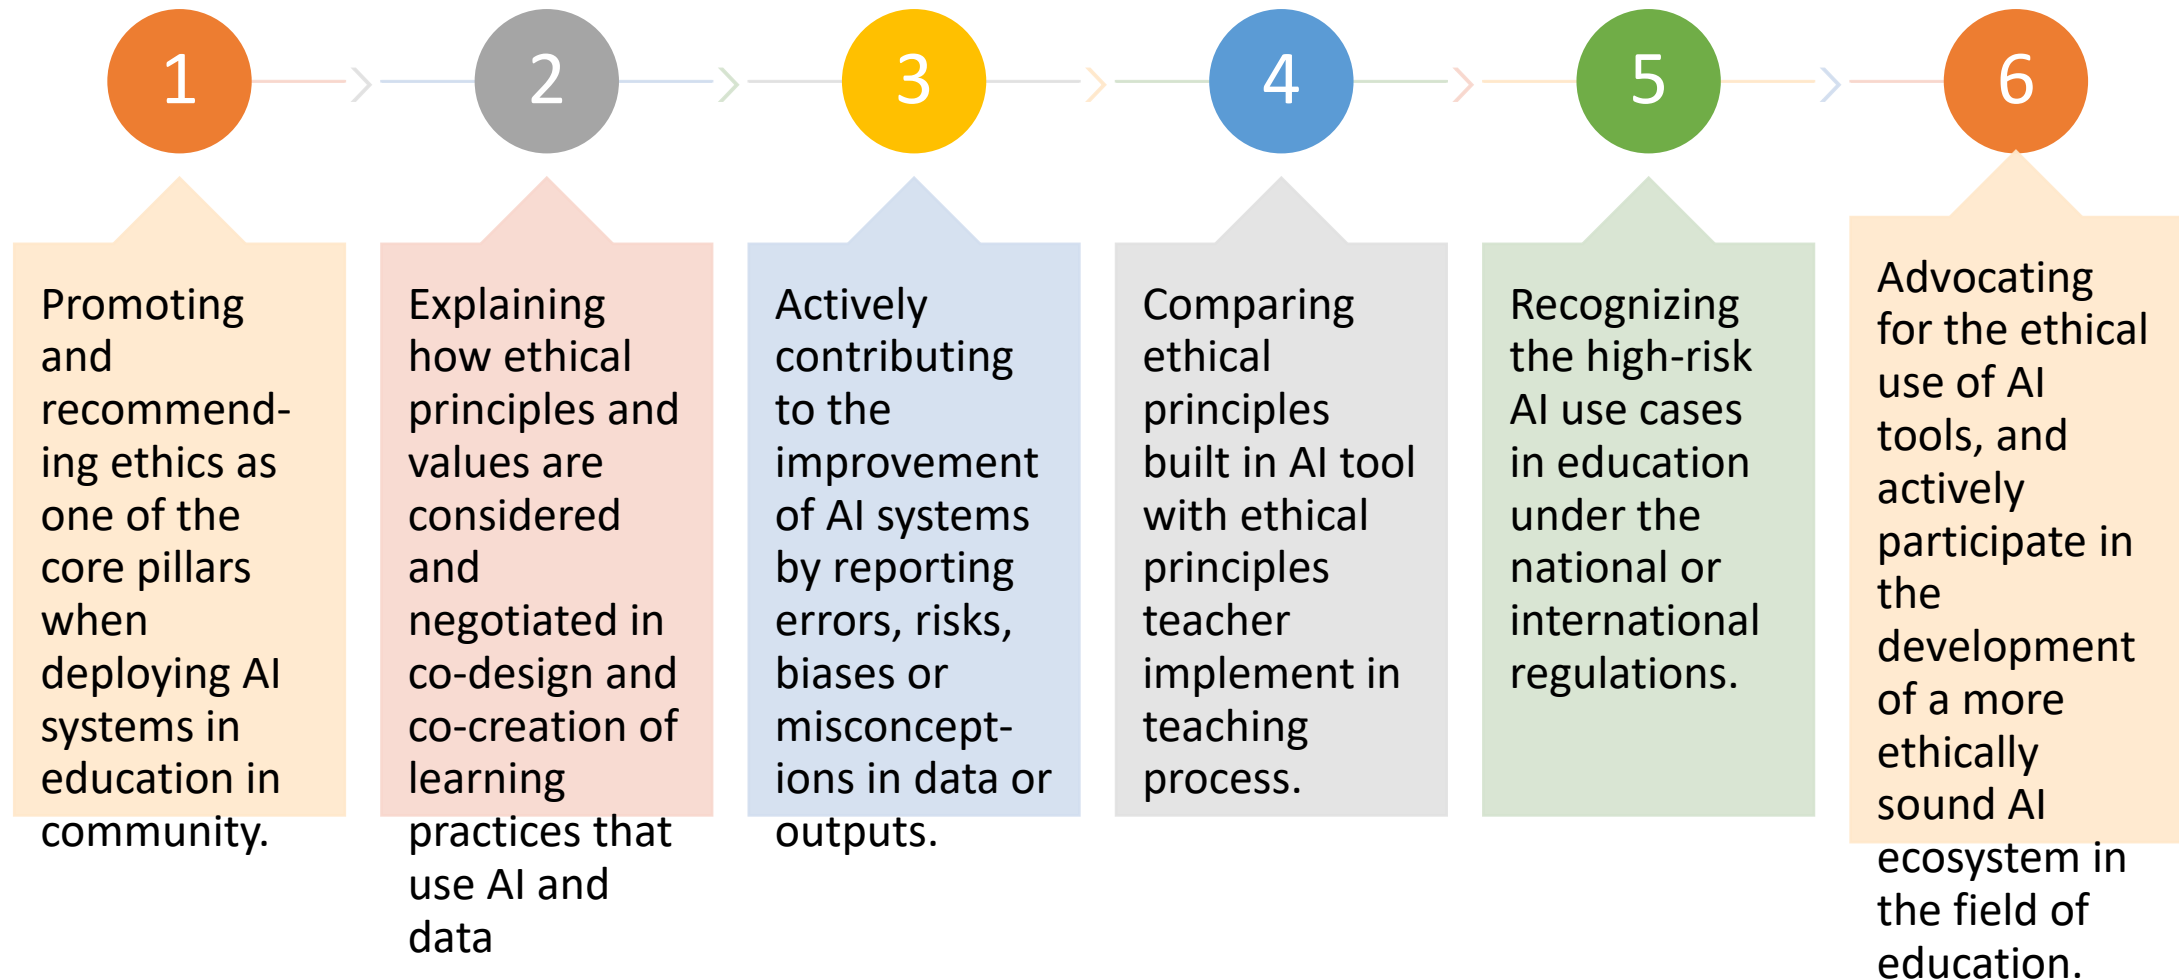 1
2
3
4
5
6
Promoting
and
recommend-
ing ethics as
one of the
core pillars
when
deploying AI
systems in
education in
community.
Explaining
how ethical
principles and
values are
considered
and
negotiated in
co-design and
co-creation of
learning
practices that
use AI and
data
Actively
contributing
to the
improvement
of AI systems
by reporting
errors, risks,
biases or
misconcept-
ions in data or
outputs.
Comparing
ethical
principles
built in AI tool
with ethical
principles
teacher
implement in
teaching
process.
Recognizing
the high-risk
AI use cases
in education
under the
national or
international
regulations.
Advocating
for the ethical
use of AI
tools, and
actively
participate in
the
development
of a more
ethically
sound AI
ecosystem in
the field of
education.